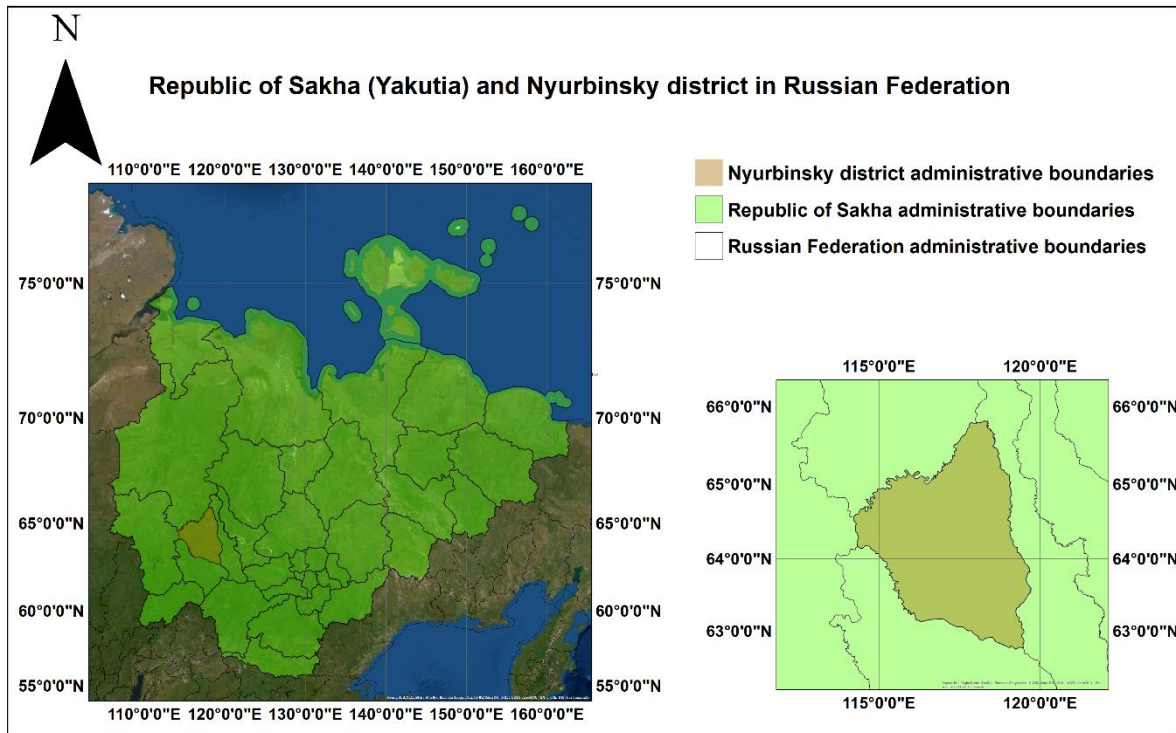 N
Republic of Sakha (Yakutia) and Nyurbinsky district in Russian Federation
110°0'0"E 120°0'0"E 130°0'0"E 140°0'0"E 150°0'0"E 160°0'0"E
75°0'0"N
70°0'0"N
65°0'0"N
60°0'0"N
55°0'0"N
75°0'0"N
70°0'0"N
65°0'0"N
60°0'0"N
55°0'0"N
110°0'0"E 120°0'0"E 130°0'0"E 140°0'0"E 150°0'0"E 160°0'0"E
Nyurbinsky district administrative boundaries
Republic of Sakha administrative boundaries
Russian Federation administrative boundaries
115°0'0"E 120°0'0"E
66°0'0"N
65°0'0"N
64°0'0"N
63°0'0"N
66°0'0"N
65°0'0"N
64°0'0"N
63°0'0"N
115°0'0"E 120°0'0"E